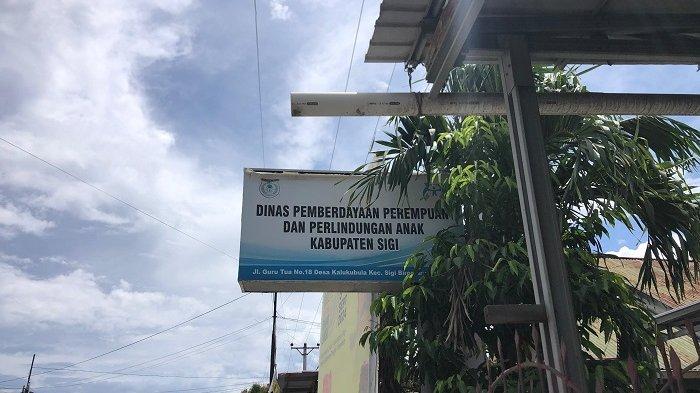 DINAS PEMBERDAYAAN PEREMPUAN
DAN PERLINDUNGAN ANAK
KABUPATEN SIGI
Jl. Guru Tua No.18 Desa Kalukubula Kec. Sigi